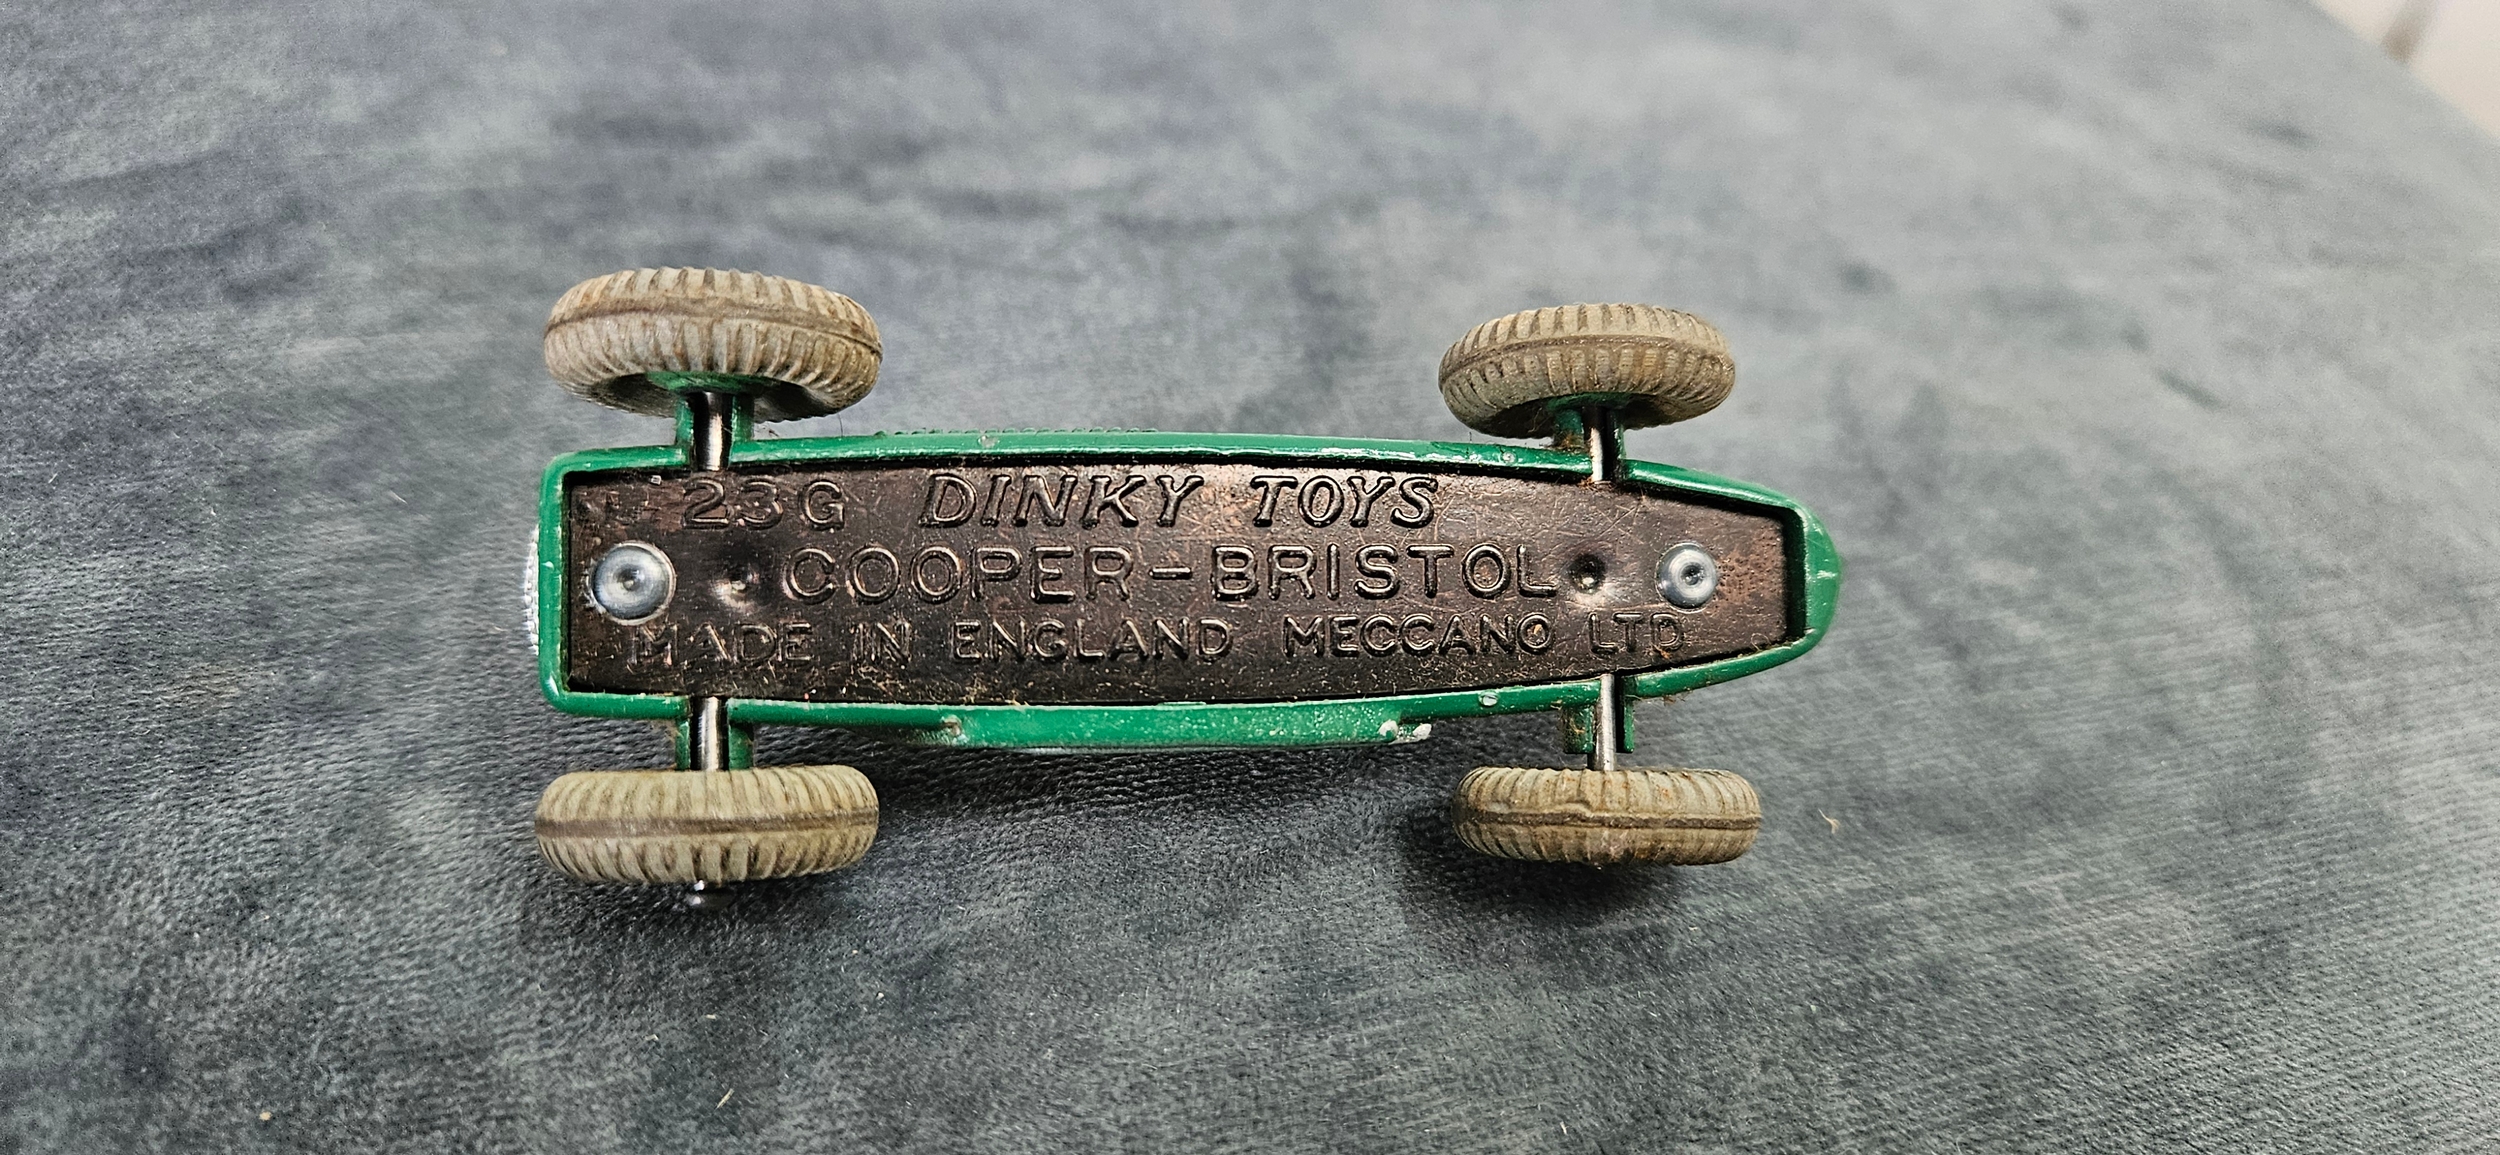 23G DINKY TOYS
COOPER-BRISTOL
MADE IN ENGLAND MECCANO LTD